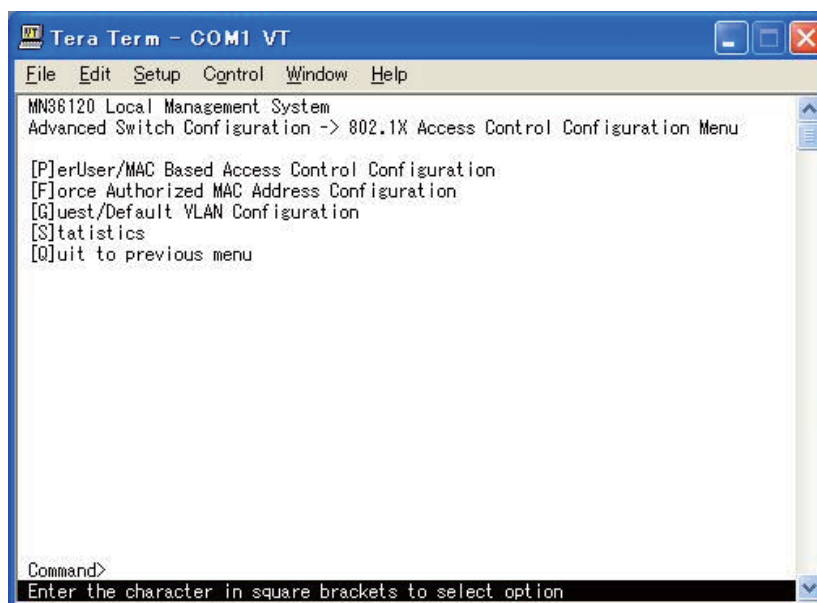 Tera Term - COM1 VT
File Edit Setup Control Window Help
MN36120 Local Management System
Advanced Switch Configuration -> 802.1X Access Control Configuration Menu
[P]erUser/MAC Based Access Control Configuration
[F]orce Authorized MAC Address Configuration
[G]uest/Default VLAN Configuration
[S]tatistics
[Q]uit to previous menu
Command>
Enter the character in square brackets to select option